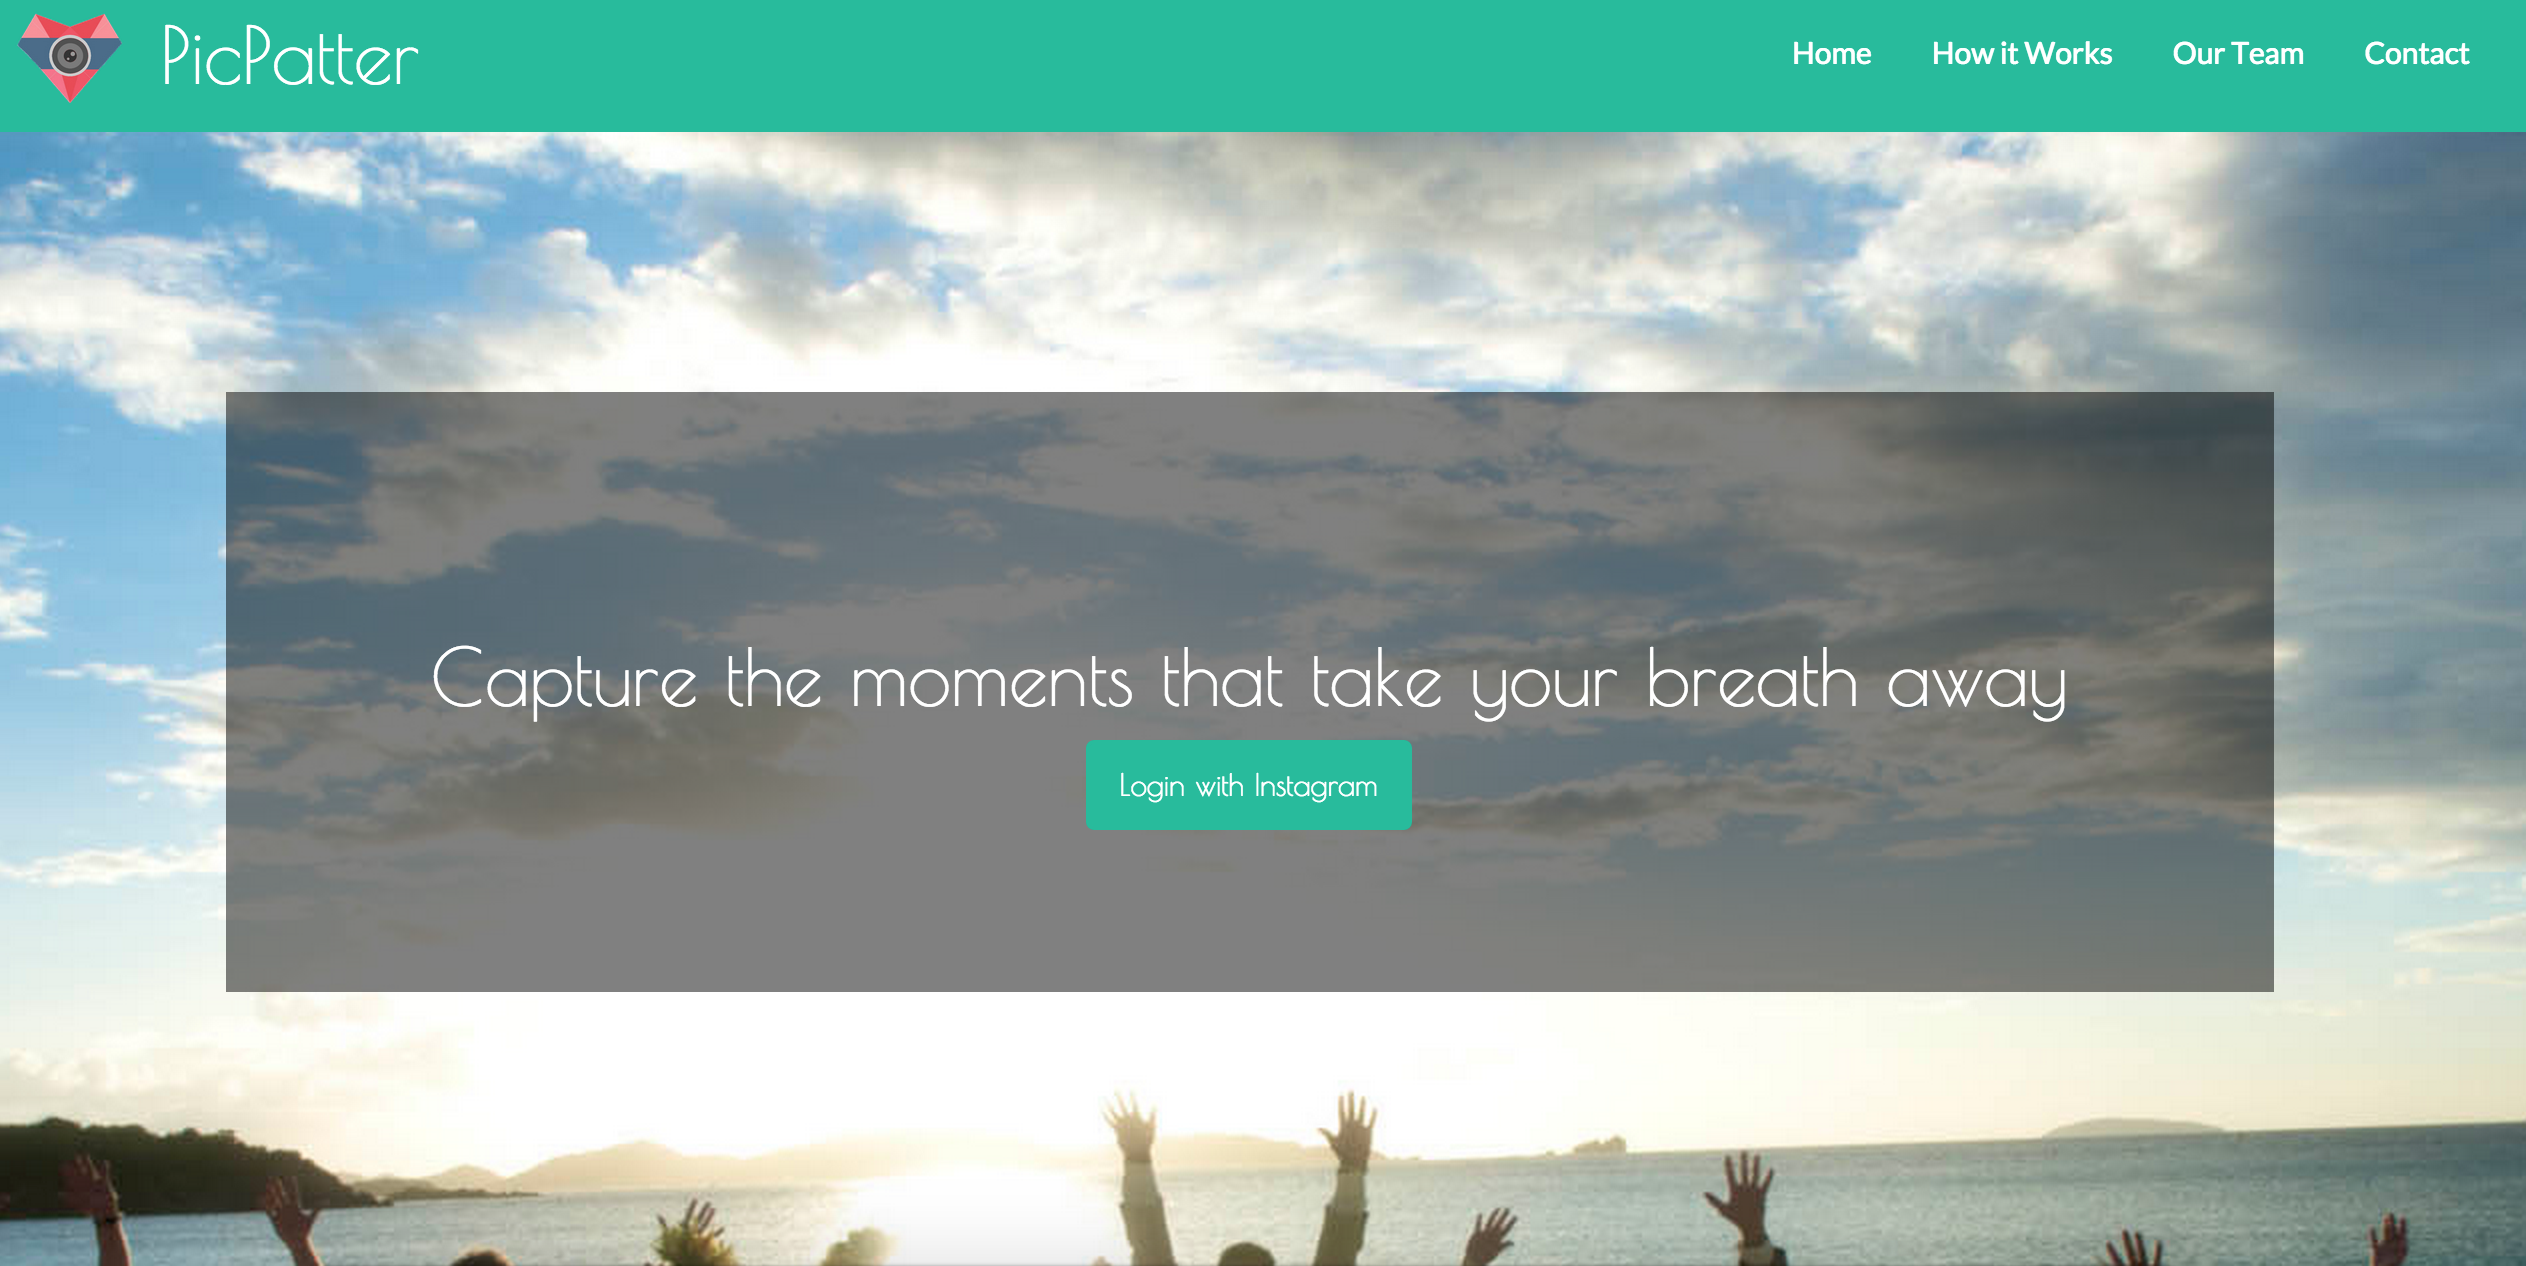 PicPatter
Home How it Works Our Team Contact
Capture the moments that take your breath away
Login with Instagram